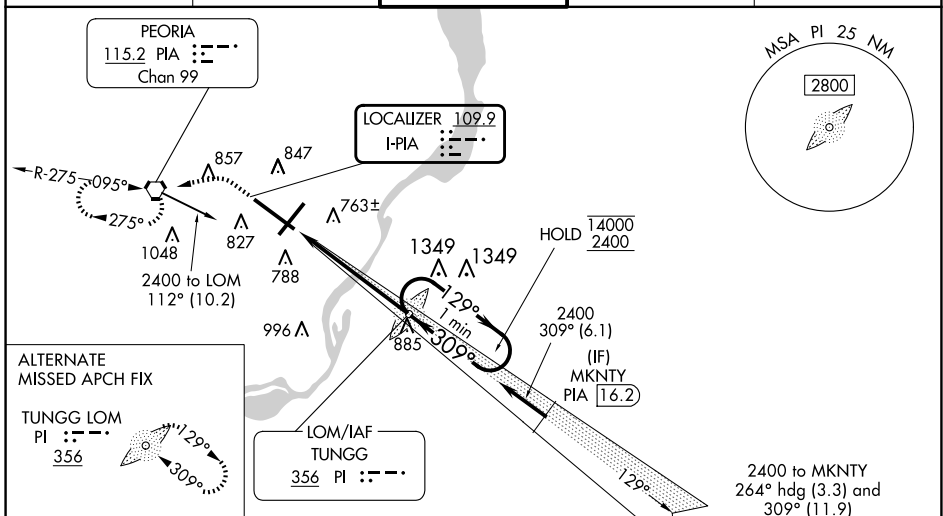 PEORIA
115.2 PIA
Chan 99
MSA PI 25 NM
2800
LOCALIZER 109.9
I-PIA
857
847
R-275
095°
275°
1048
827
763±
788
2400 to LOM
112° (10.2)
HOLD 14000
2400
1349
1349
129°
1 min
309°
885
996
2400
309° (6.1)
(IF)
MKNTY
PIA 16.2
ALTERNATE
MISSED APCH FIX
TUNGG LOM
PI
356
129°
309°
LOM/IAF
TUNGG
356 PI
129°
2400 to MKNTY
264° hdg (3.3) and
309° (11.9)